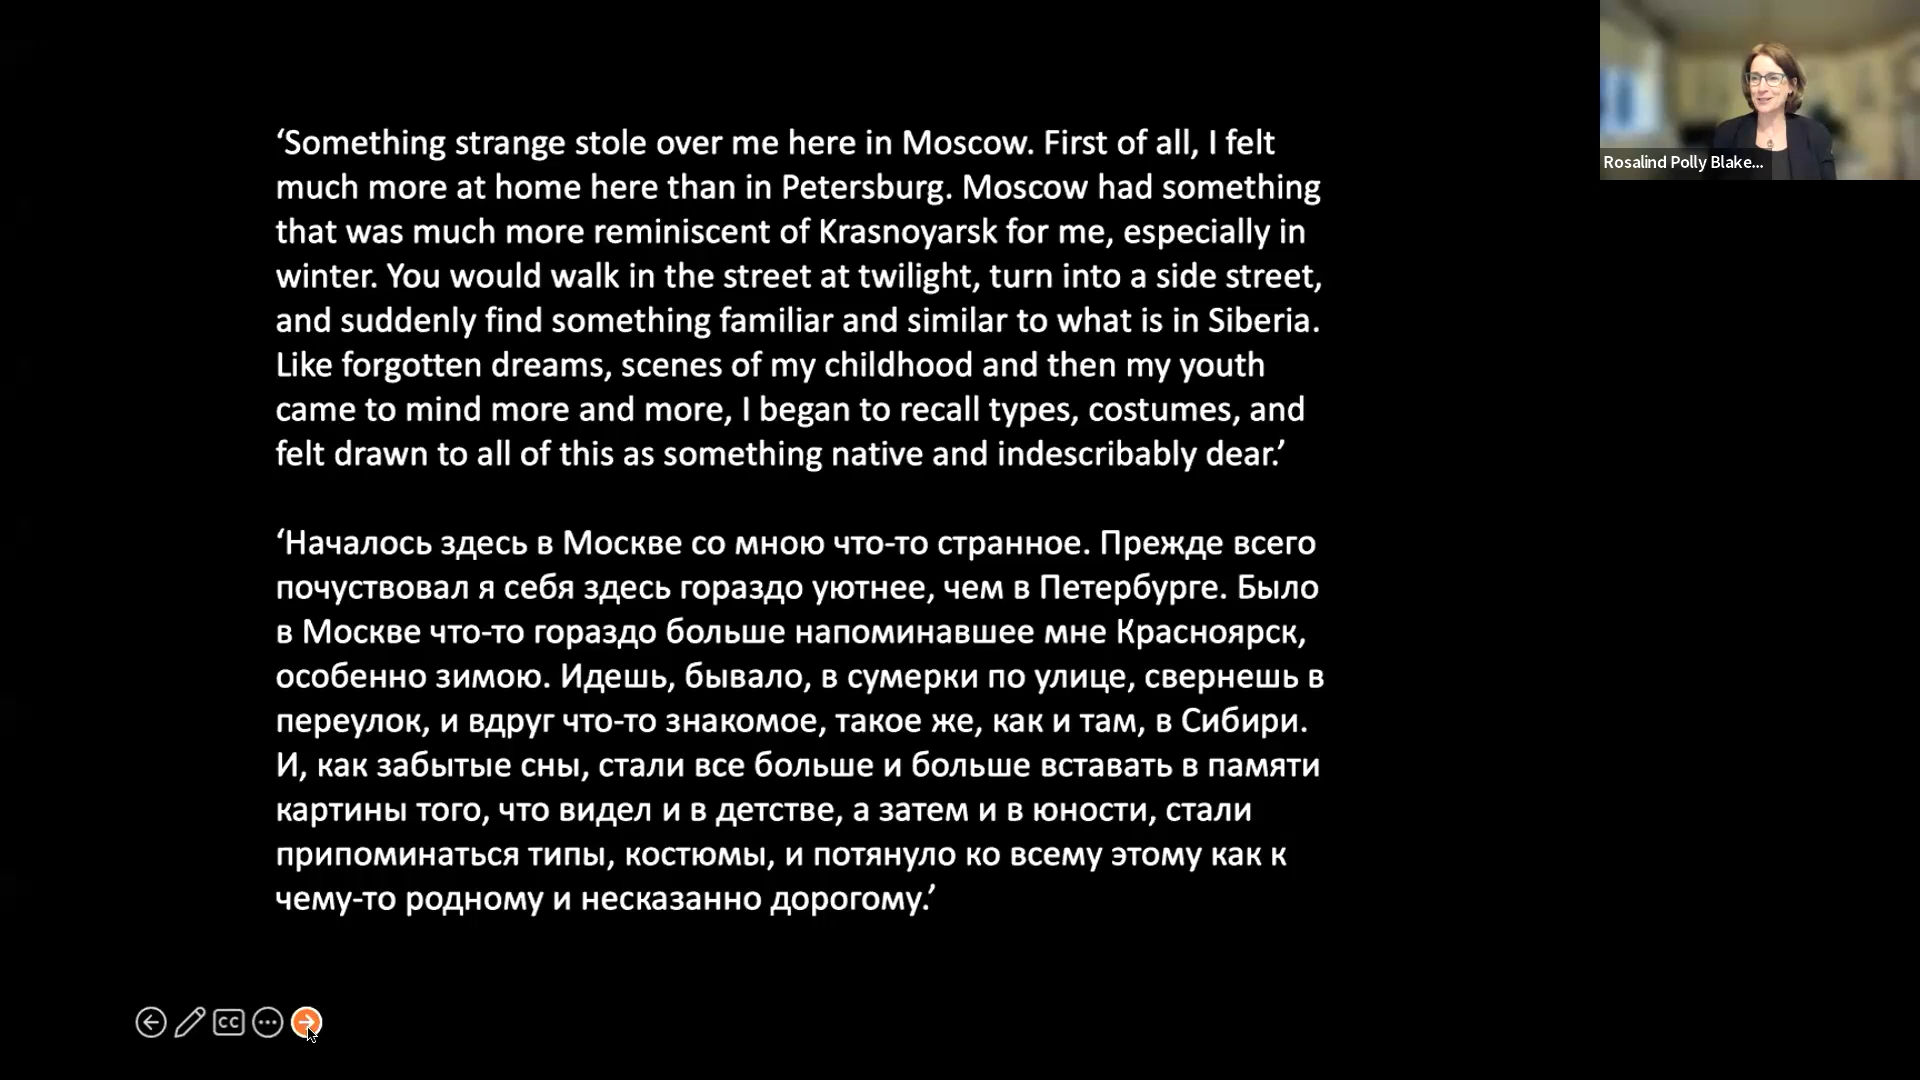 ‘Something strange stole over me here in Moscow. First of all, I felt
much more at home here than in Petersburg. Moscow had something
that was much more reminiscent of Krasnoyarsk for me, especially in
winter. You would walk in the street at twilight, turn into a side street,
and suddenly find something familiar and similar to what is in Siberia.
Like forgotten dreams, scenes of my childhood and then my youth
came to mind more and more, I began to recall types, costumes, and
felt drawn to all of this as something native and indescribably dear.’
‘Началось здесь в Москве со мною что-то странное. Прежде всего
почуствовал я себя здесь гораздо уютнее, чем в Петербурге. Было
в Москве что-то гораздо больше напоминавшее мне Красноярск,
особенно зимою. Идешь, бывало, в сумерки по улице, свернешь в
переулок, и вдруг что-то знакомое, такое же, как и там, в Сибири.
И, как забытые сны, стали все больше и больше вставать в памяти
картины того, что видел и в детстве, а затем и в юности, стали
припоминаться типы, костюмы, и потянуло ко всему этому как к
чему-то родному и несказанно дорогому.’
Rosalind Polly Blake...
CC